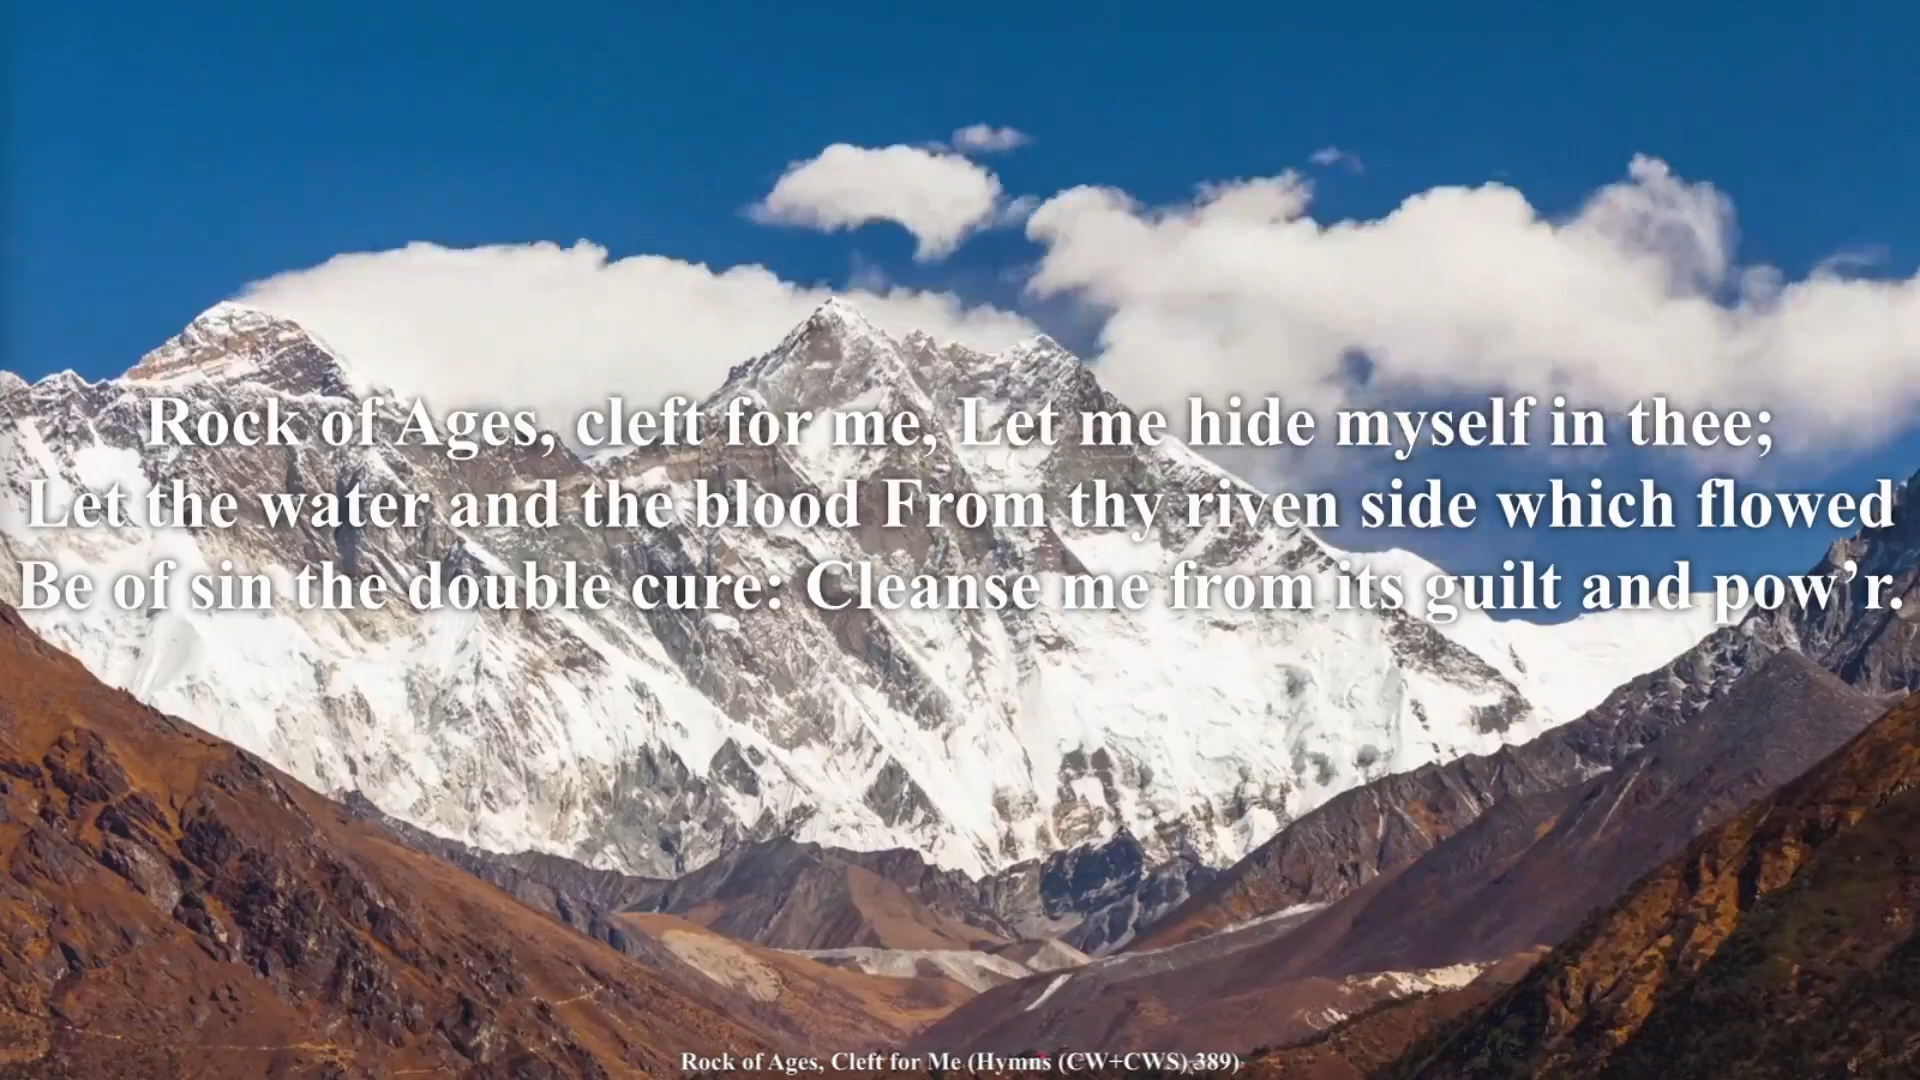 Rock of Ages, cleft for me, Let me hide myself in thee;
Let the water and the blood From thy riven side which flowed
Be of sin the double cure: Cleanse me from its guilt and pow’r.
Rock of Ages, Cleft for Me (Hymns (CW+CWS) 389)